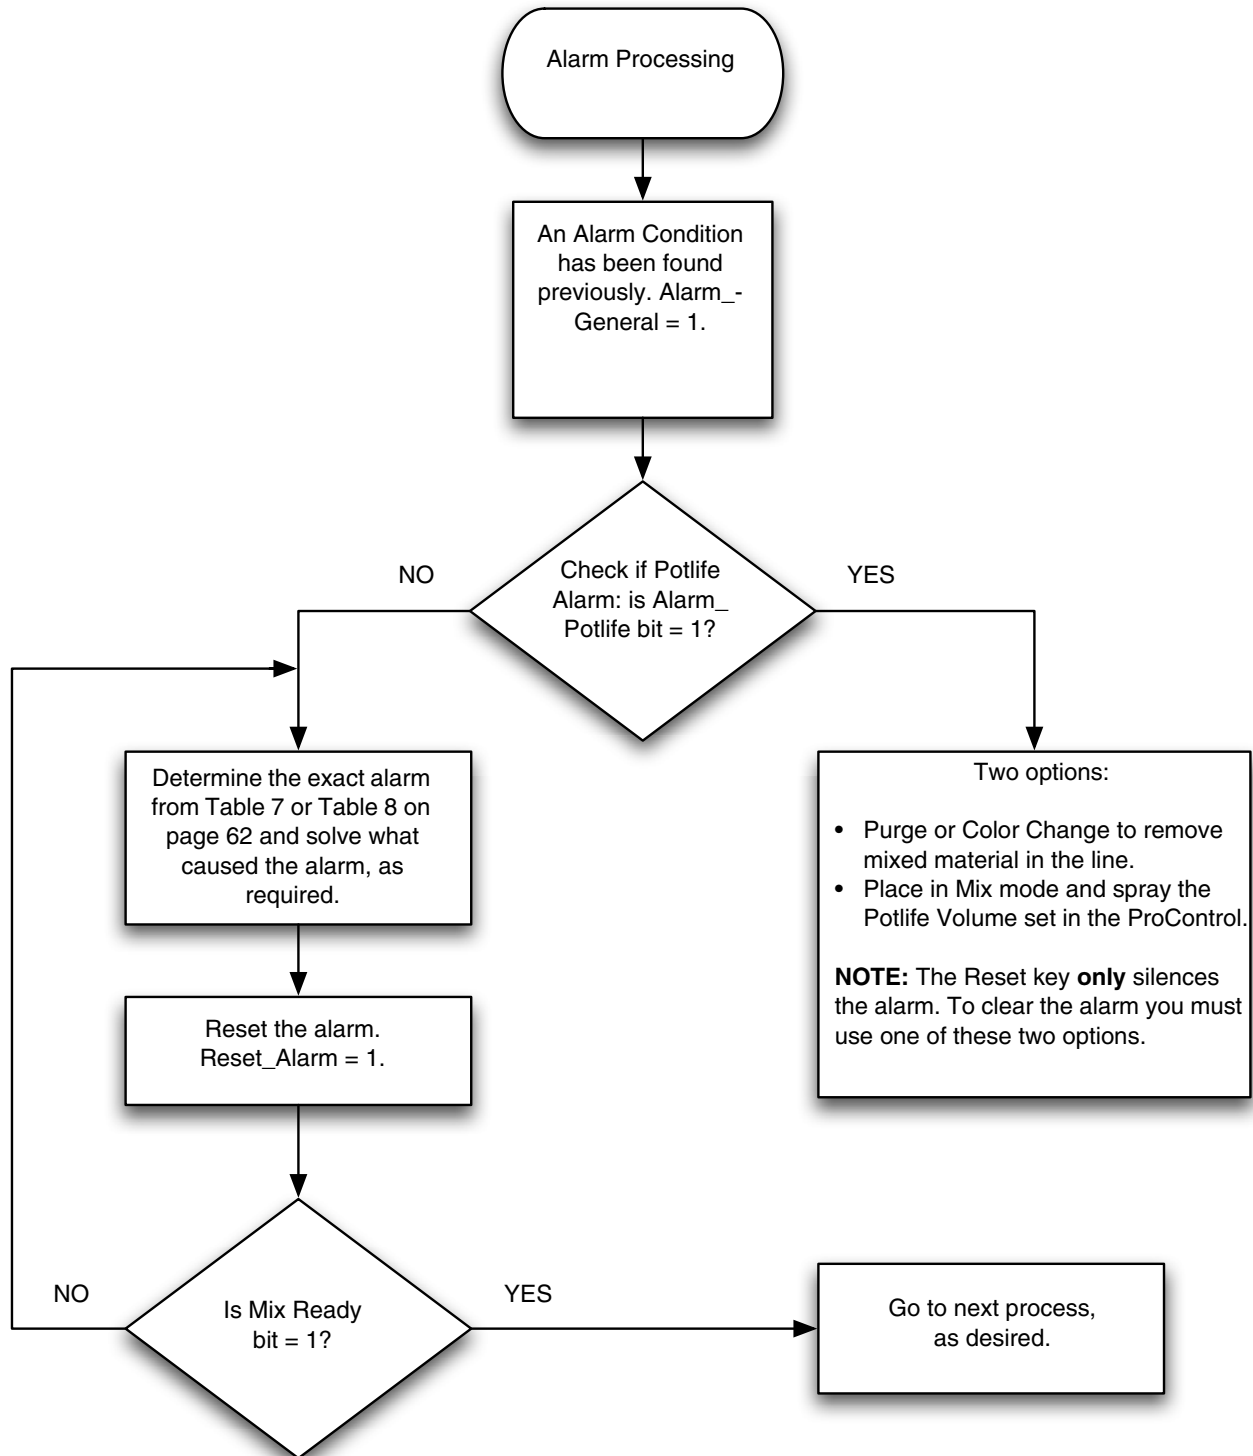 Alarm Processing
An Alarm Condition
has been found
previously. Alarm_-
General = 1.
NO
Check if Potlife
Alarm: is Alarm_
Potlife bit = 1?
YES
Determine the exact alarm
from Table 7 or Table 8 on
page 62 and solve what
caused the alarm, as
required.
Two options:
• Purge or Color Change to remove
mixed material in the line.
• Place in Mix mode and spray the
Potlife Volume set in the ProControl.
NOTE: The Reset key only silences
the alarm. To clear the alarm you must
use one of these two options.
Reset the alarm.
Reset_Alarm = 1.
NO
Is Mix Ready
bit = 1?
YES
Go to next process,
as desired.